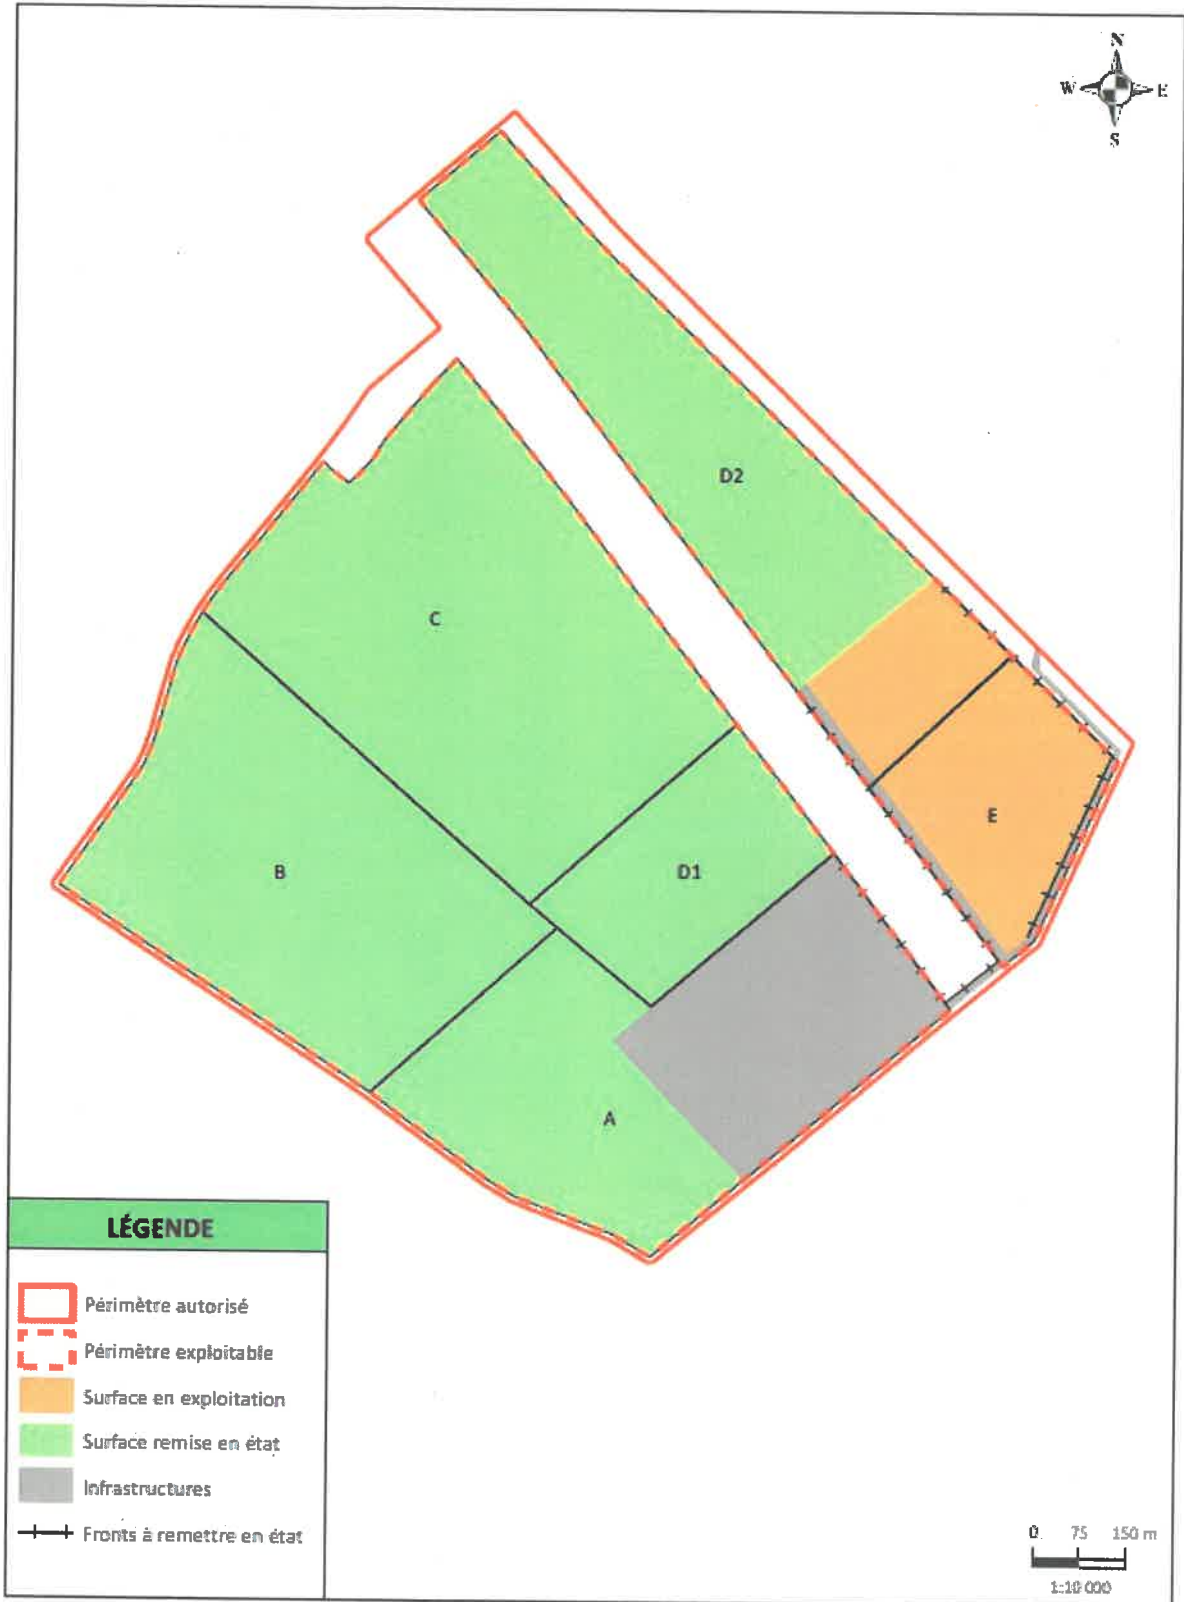 N
W E
S
D2
C
E
B
D1
A
LÉGENDE
Périmètre autorisé
Périmètre exploitable
Surface en exploitation
Surface remise en état
Infrastructures
Fronts à remettre en état
0 75 150 m
1:10 000